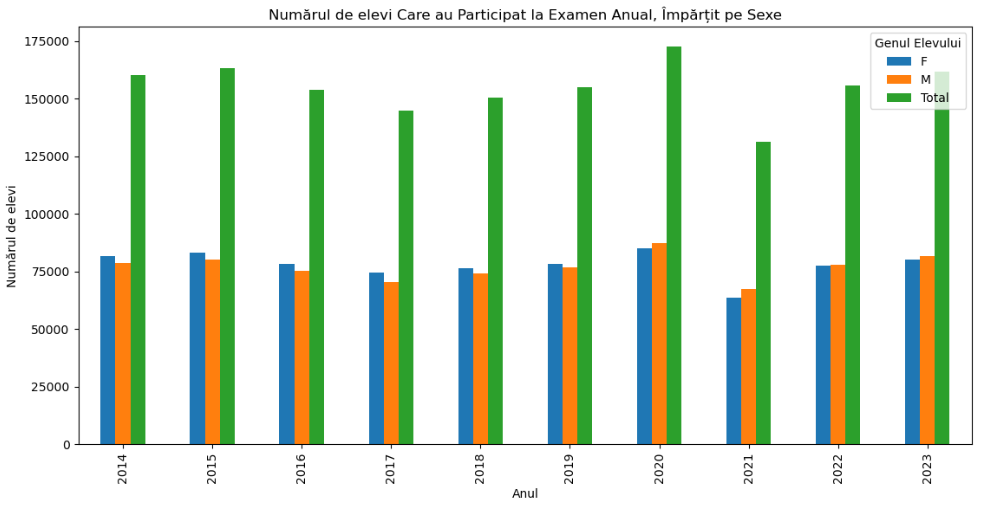 Numărul de elevi Care au Participat la Examen Anual, Împărțit pe Sexe
175000
150000
125000
100000
75000
50000
25000
0
Numărul de elevi
Genul Elevului
F
M
Total
2014
2015
2016
2017
2018
2019
2020
2021
2022
2023
Anul